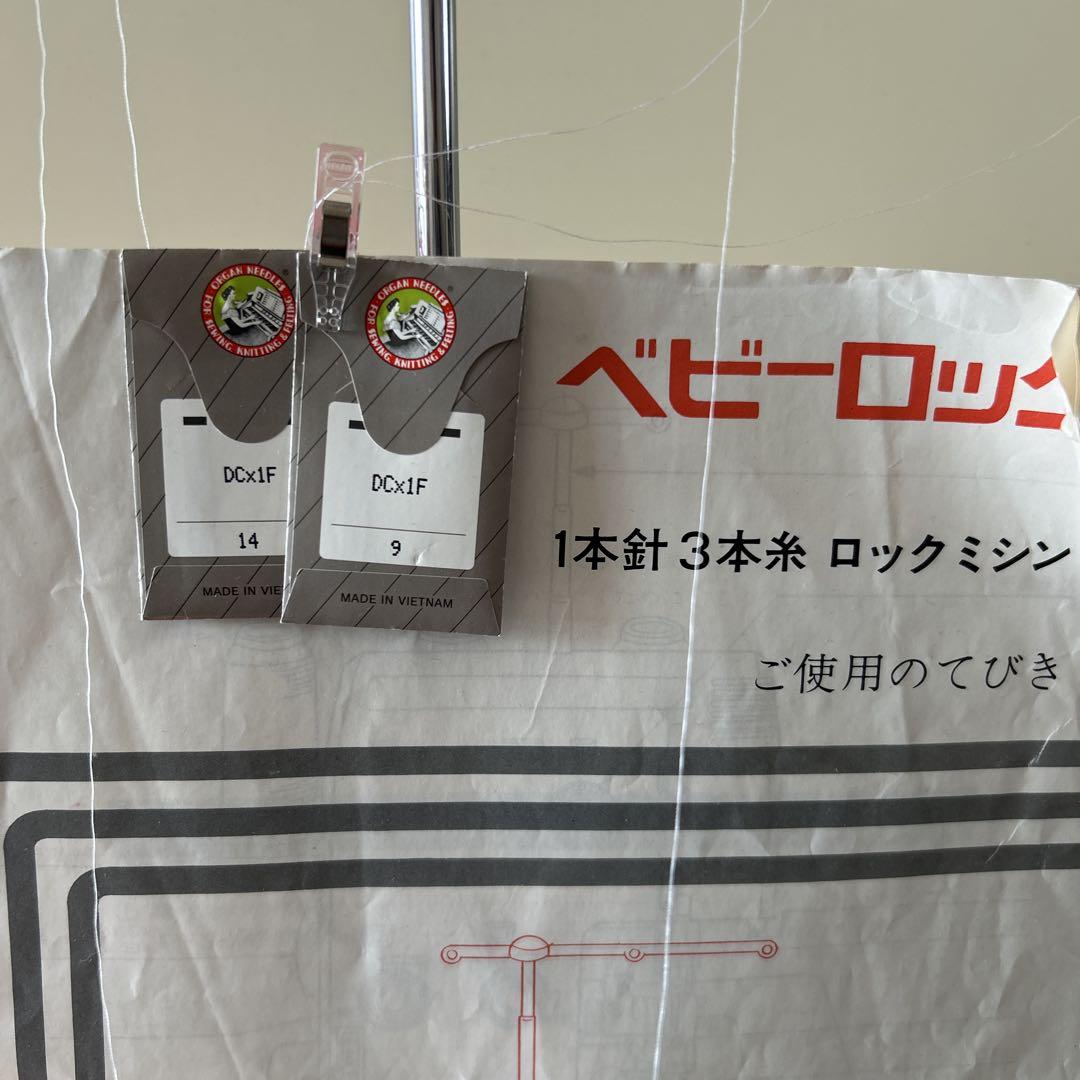 ORGAN NEEDLES®
FOR SEWING, KNITTING & FELTING
DCx1F
14
MADE IN VIE
ORGAN NEEDLES®
FOR SEWING, KNITTING & FELTING
DCx1F
9
MADE IN VIETNAM
ベビーロック
1本針3本糸 ロックミシン
ご使用のてびき